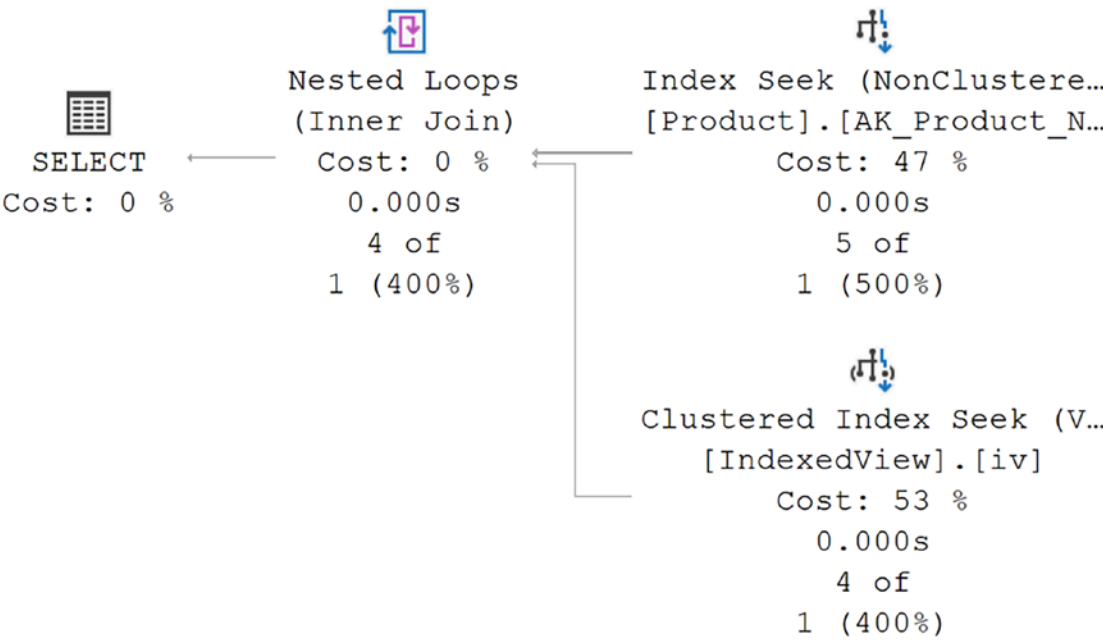 SELECT
Cost: 0 %
Nested Loops
(Inner Join)
Cost: 0 %
0.000s
4 of
1 (400%)
Index Seek (NonClustere…
[Product].[AK_Product_N…
Cost: 47 %
0.000s
5 of
1 (500%)
Clustered Index Seek (V…
[IndexedView].[iv]
Cost: 53 %
0.000s
4 of
1 (400%)